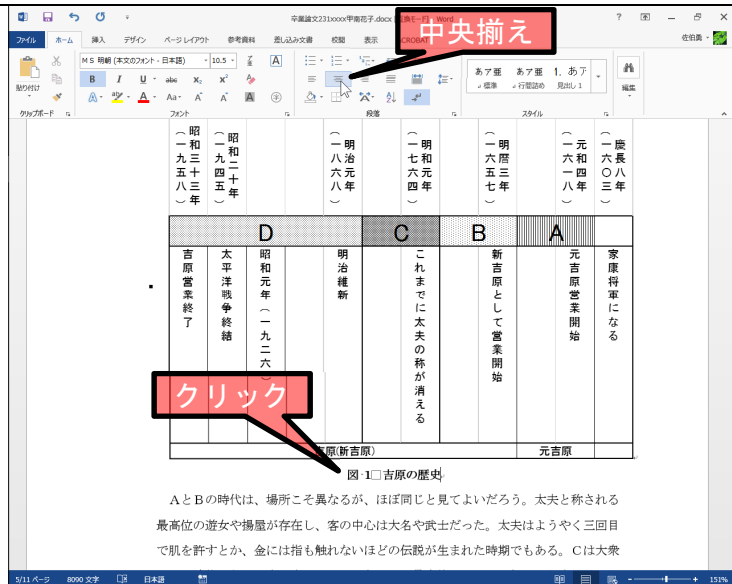 卒業論文231xxxx甲南花子.docx [互換モード] - Word
中央揃え
ファイル ホーム 挿入 デザイン ページ レイアウト 参考資料 差し込み文書 校閲 表示 ACROBAT 佐伯勇
貼り付け
ＭＳ 明朝 (本文のフォント - 日本語) 10.5
B I U abc x₂ x²
A aby A Aa A A A 字
あア亜 あア亜 1. あア
標準 行間詰め 見出し 1
編集
クリップボード フォント 段落 スタイル
慶長八年
（一六〇三）
元和四年
（一六一八）
明暦三年
（一六五七）
明和元年
（一七六四）
明治元年
（一八六八）
昭和二十年
（一九四五）
昭和三十三年
（一九五八）
D C B A
家康将軍になる
元吉原営業開始
新吉原として営業開始
これまでに太夫の称が消える
明治維新
昭和元年（一九二六）
太平洋戦争終結
吉原営業終了
クリック
吉原(新吉原) 元吉原
図 1□吉原の歴史
ＡとＢの時代は、場所こそ異なるが、ほぼ同じと見てよいだろう。太夫と称される
最高位の遊女や揚屋が存在し、客の中心は大名や武士だった。太夫はようやく三回目
で肌を許すとか、金には指も触れないほどの伝説が生まれた時期でもある。Ｃは大衆
5/11 ページ 8090 文字 日本語 151%